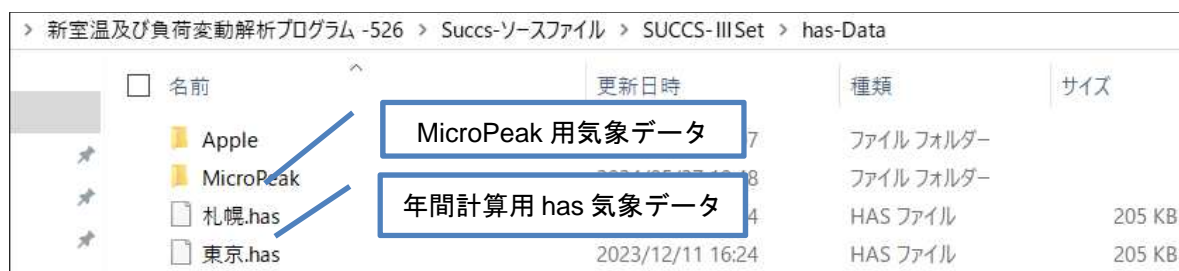 > 新室温及び負荷変動解析プログラム -526 > Succs-ソースファイル > SUCCS-ⅢSet > has-Data
名前 更新日時 種類 サイズ
Apple 7 ファイル フォルダー
MicroPeak 用気象データ
MicroPeak 8 ファイル フォルダー
年間計算用 has 気象データ
札幌.has 4 HAS ファイル 205 KB
東京.has 2023/12/11 16:24 HAS ファイル 205 KB